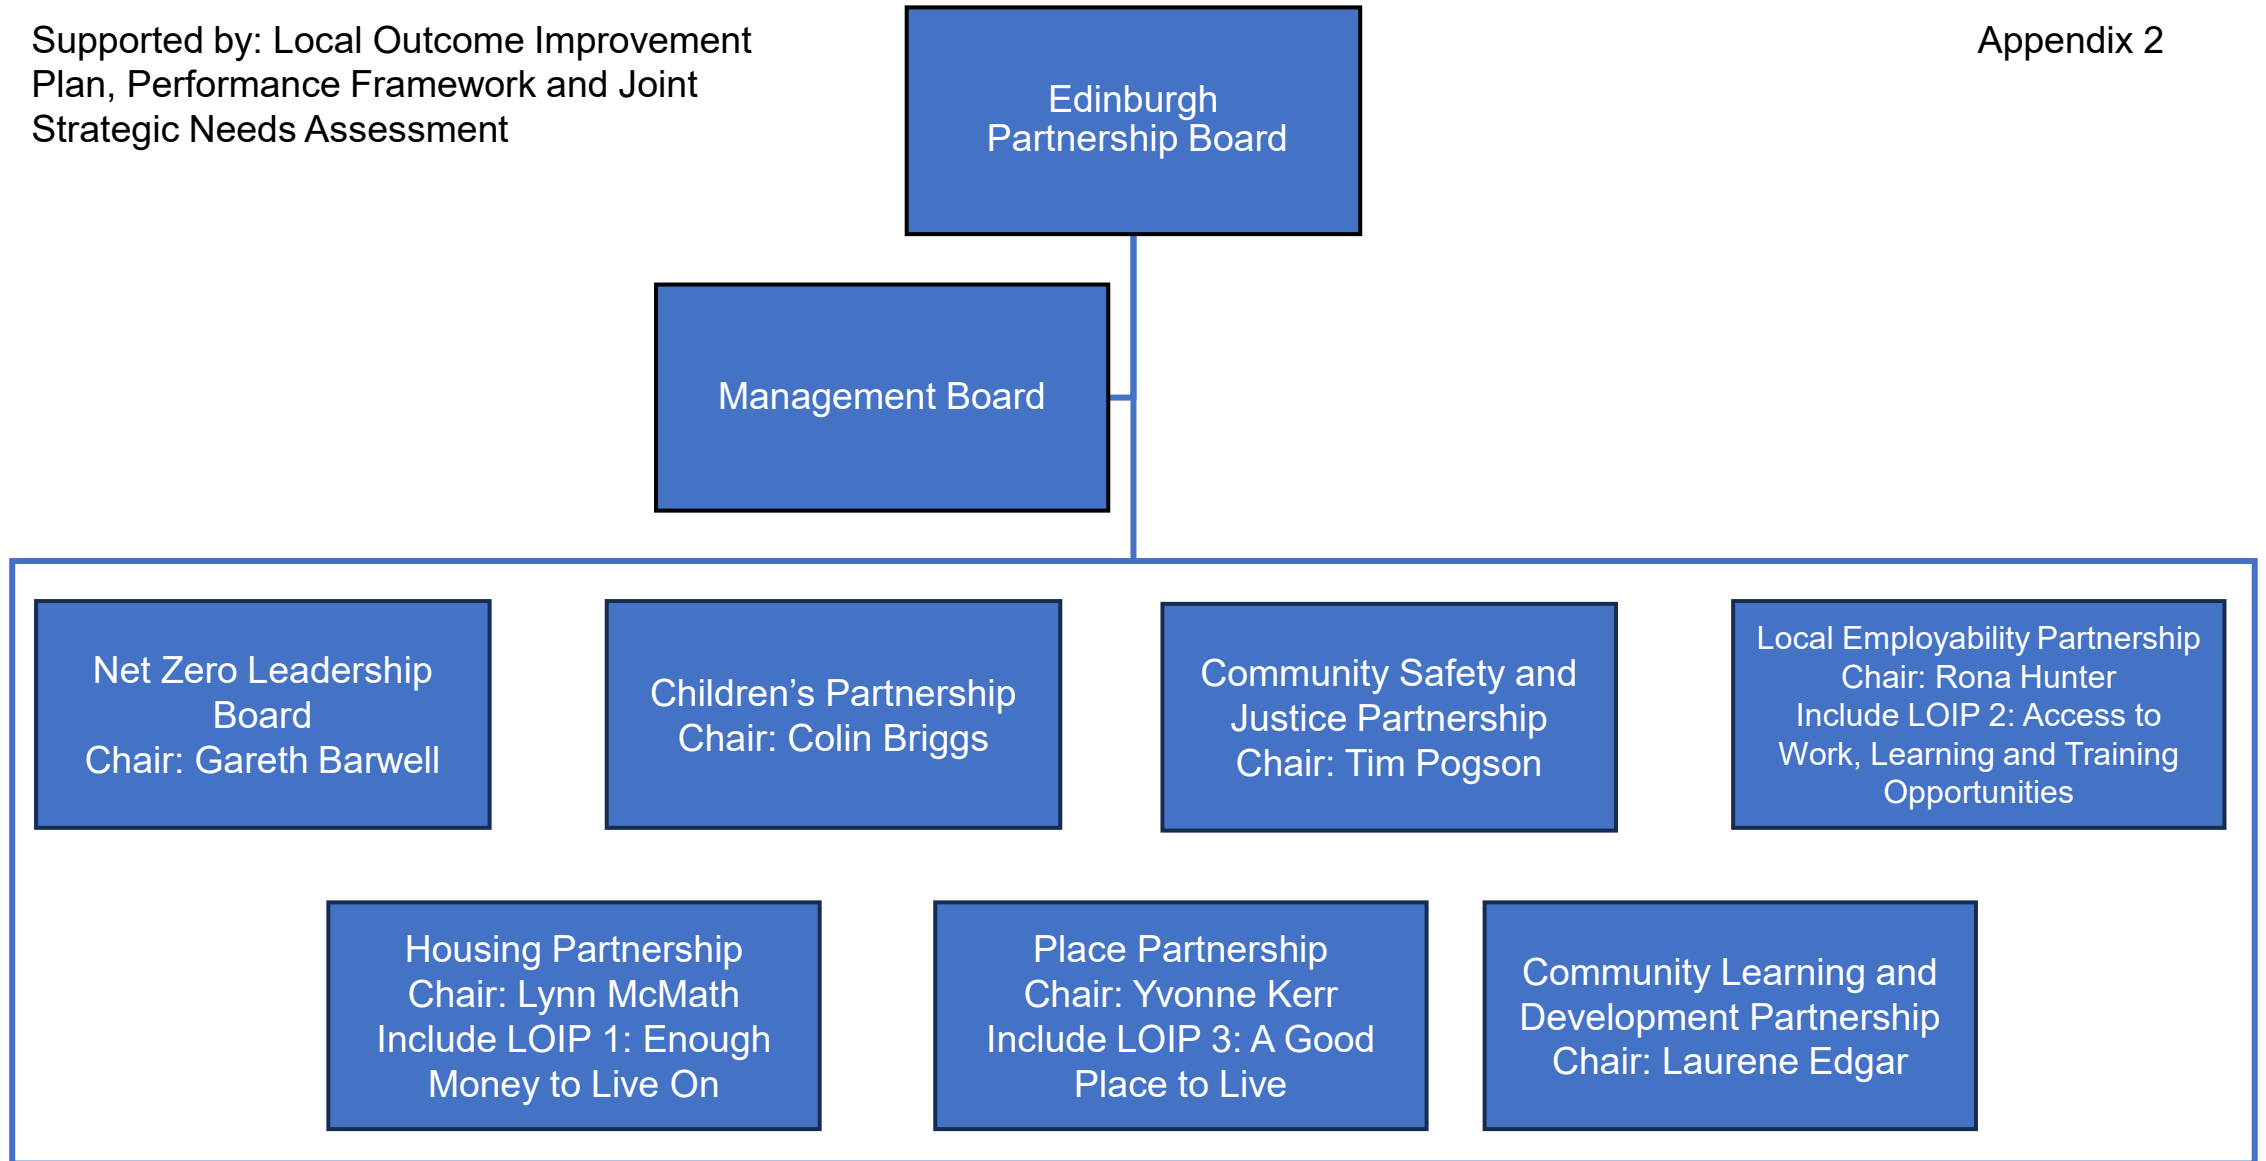 Supported by: Local Outcome Improvement
Plan, Performance Framework and Joint
Strategic Needs Assessment
Appendix 2
Edinburgh
Partnership Board
Management Board
Net Zero Leadership
Board
Chair: Gareth Barwell
Children’s Partnership
Chair: Colin Briggs
Community Safety and
Justice Partnership
Chair: Tim Pogson
Local Employability Partnership
Chair: Rona Hunter
Include LOIP 2: Access to
Work, Learning and Training
Opportunities
Housing Partnership
Chair: Lynn McMath
Include LOIP 1: Enough
Money to Live On
Place Partnership
Chair: Yvonne Kerr
Include LOIP 3: A Good
Place to Live
Community Learning and
Development Partnership
Chair: Laurene Edgar